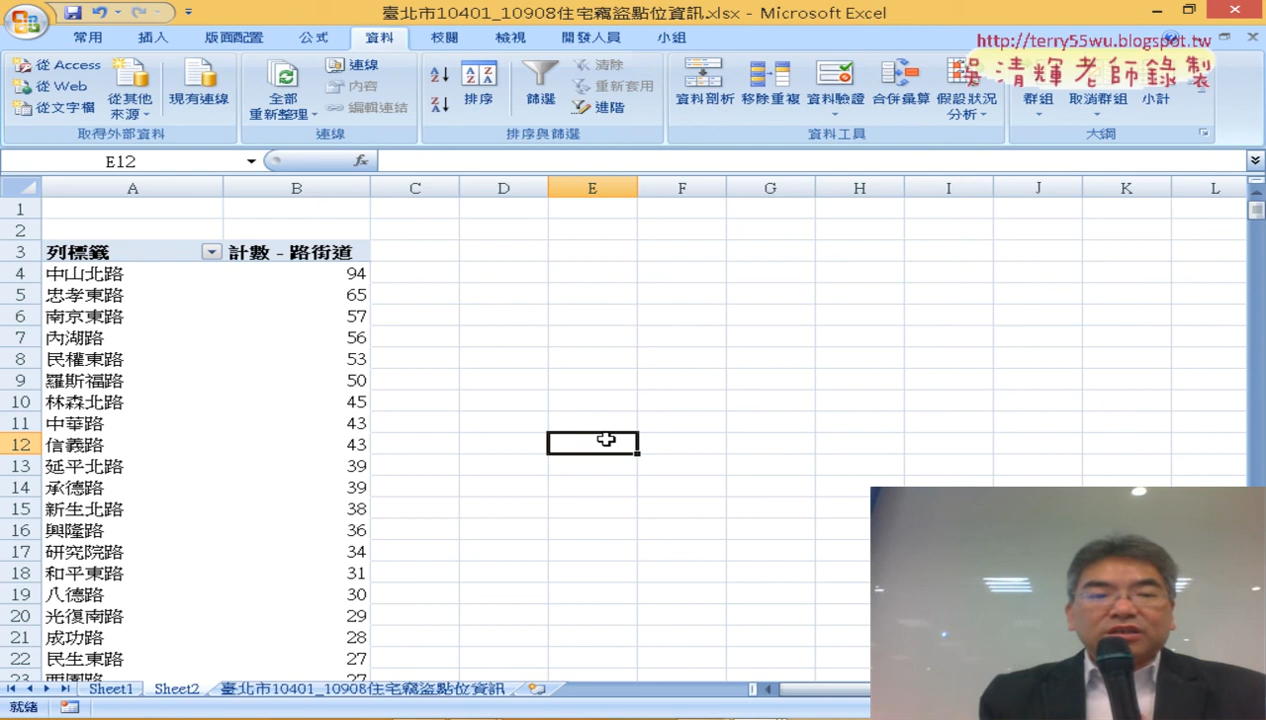 臺北市10401_10908住宅竊盜點位資訊.xlsx - Microsoft Excel
常用 插入 版面配置 公式 資料 校閱 檢視 開發人員 小組
http://terry55wu.blogspot.tw
吳清輝老師錄製
從 Access
從 Web
從文字檔
從其他來源
現有連線
取得外部資料
全部重新整理
連線
內容
編輯連結
連線
排序
篩選
清除
重新套用
進階
排序與篩選
資料剖析
移除重複
資料驗證
合併彙算
假設狀況分析
資料工具
群組
取消群組
小計
大綱
E12
fx
A B C D E F G H I J K L
1
2
3 列標籤 計數 - 路街道
4 中山北路 94
5 忠孝東路 65
6 南京東路 57
7 內湖路 56
8 民權東路 53
9 羅斯福路 50
10 林森北路 45
11 中華路 43
12 信義路 43
13 延平北路 39
14 承德路 39
15 新生北路 38
16 興隆路 36
17 研究院路 34
18 和平東路 31
19 八德路 30
20 光復南路 29
21 成功路 28
22 民生東路 27
Sheet1 Sheet2 臺北市10401_10908住宅竊盜點位資訊
就緒